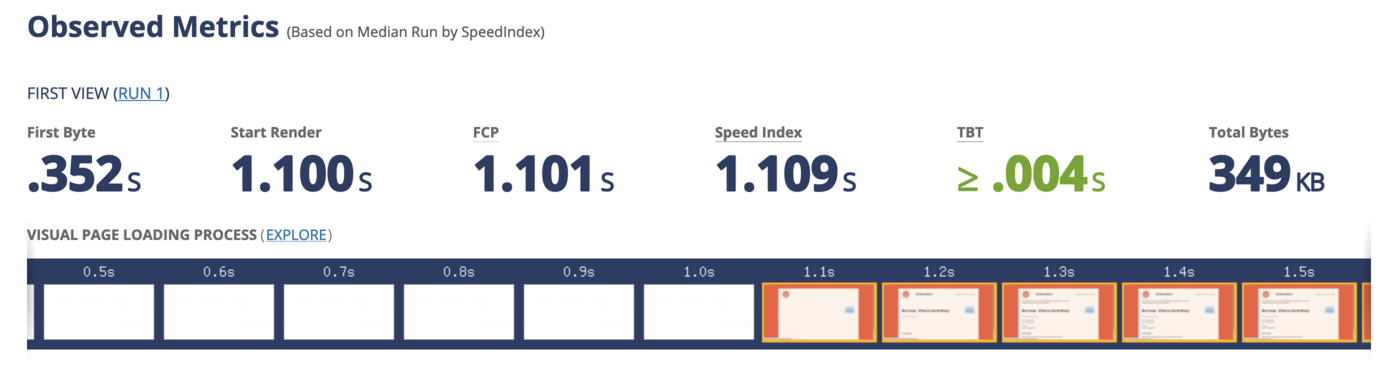 Observed Metrics (Based on Median Run by SpeedIndex)
FIRST VIEW (RUN 1)
First Byte Start Render FCP Speed Index TBT Total Bytes
.352 s 1.100 s 1.101 s 1.109 s ≥ .004 s 349 KB
VISUAL PAGE LOADING PROCESS (EXPLORE)
0.5s 0.6s 0.7s 0.8s 0.9s 1.0s 1.1s 1.2s 1.3s 1.4s 1.5s